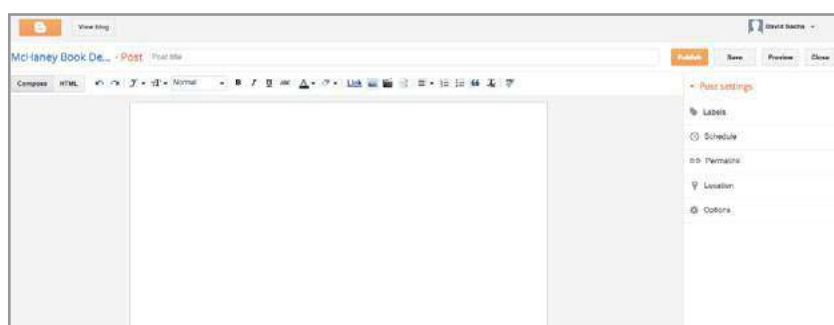 View blog David Sachs
McHaney Book De... · Post Post title Publish Save Preview Close
Compose HTML Normal B I U ABC A Link
Post settings
Labels
Schedule
Permalink
Location
Options